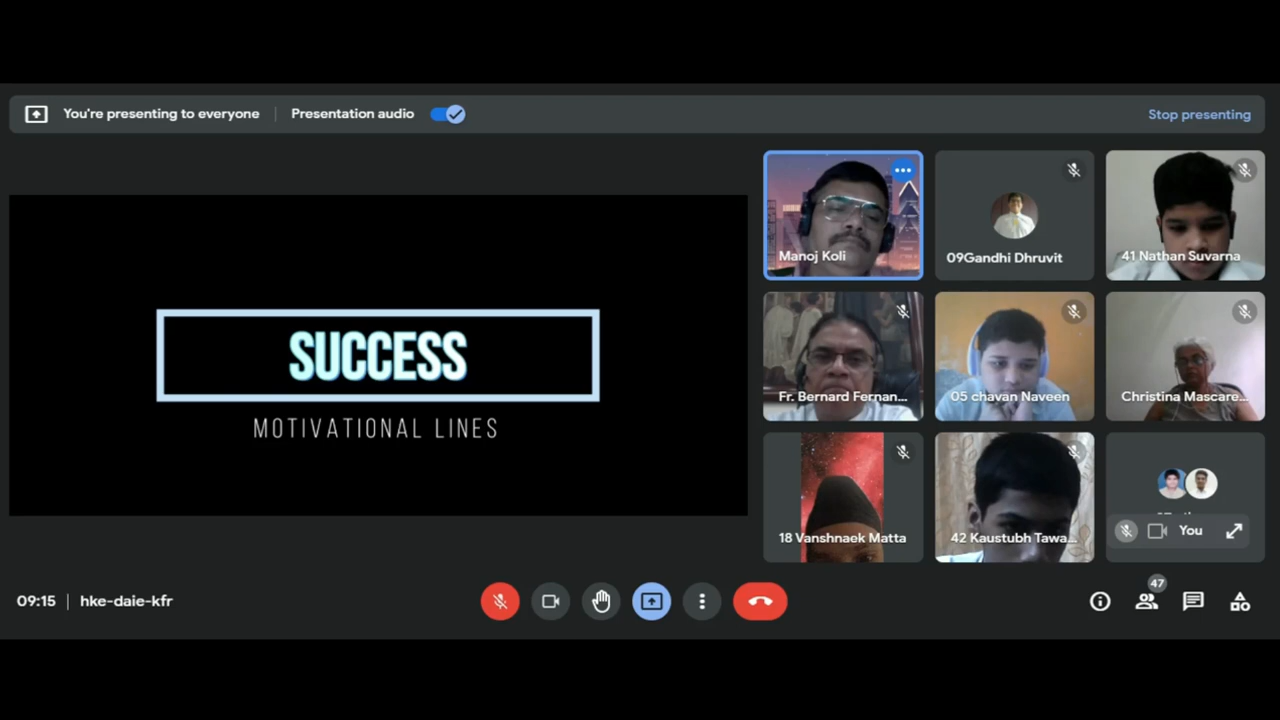 You're presenting to everyone
Presentation audio
Stop presenting
SUCCESS
MOTIVATIONAL LINES
Manoj Koli
09Gandhi Dhruvit
41 Nathan Suvarna
Fr. Bernard Fernan...
05 chavan Naveen
Christina Mascare...
18 Vanshnaek Matta
42 Kaustubh Tawa...
You
09:15 | hke-daie-kfr
47